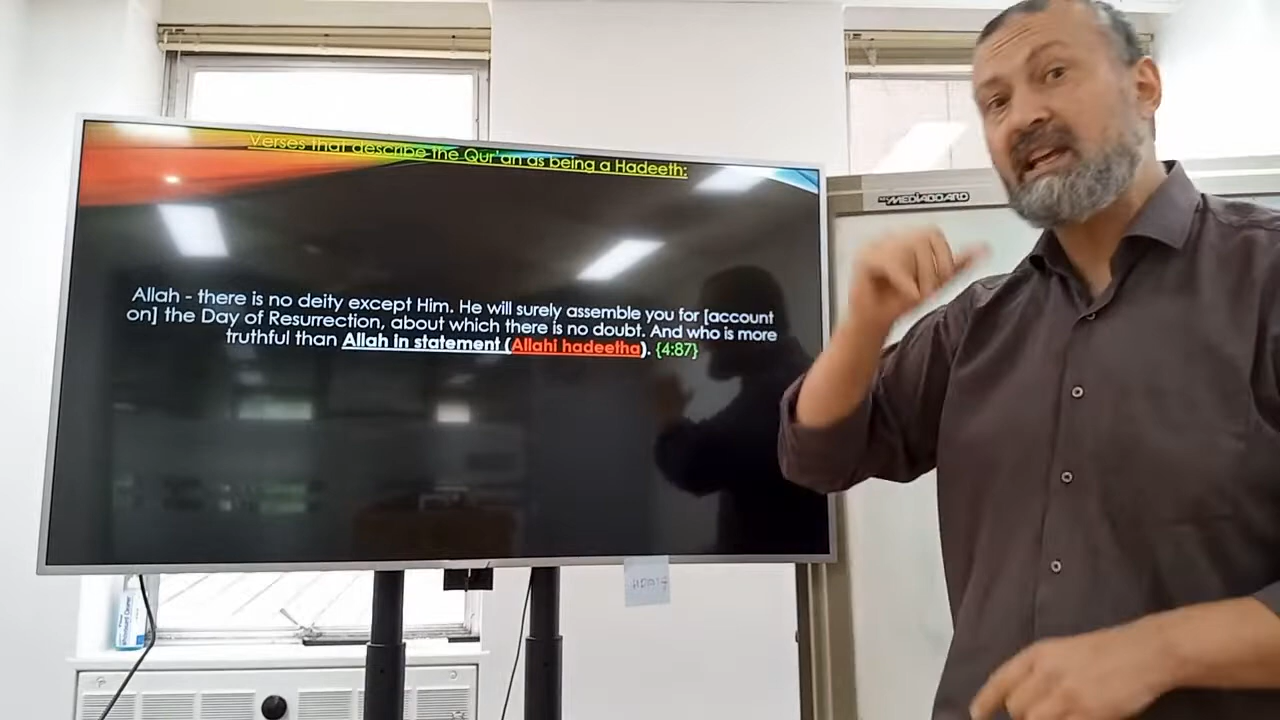 Verses that describe the Qur'an as being a Hadeeth:
Allah - there is no deity except Him. He will surely assemble you for [account
on] the Day of Resurrection, about which there is no doubt. And who is more
truthful than Allah in statement (Allahi hadeetha). {4:87}
MEDIABOARD